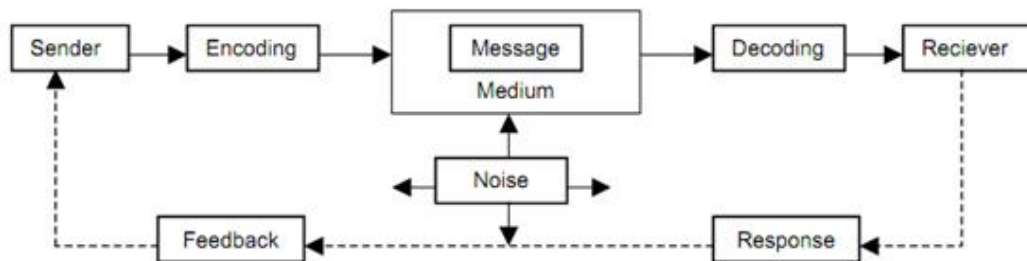 Sender
Encoding
Message
Medium
Decoding
Reciever
Noise
Feedback
Response